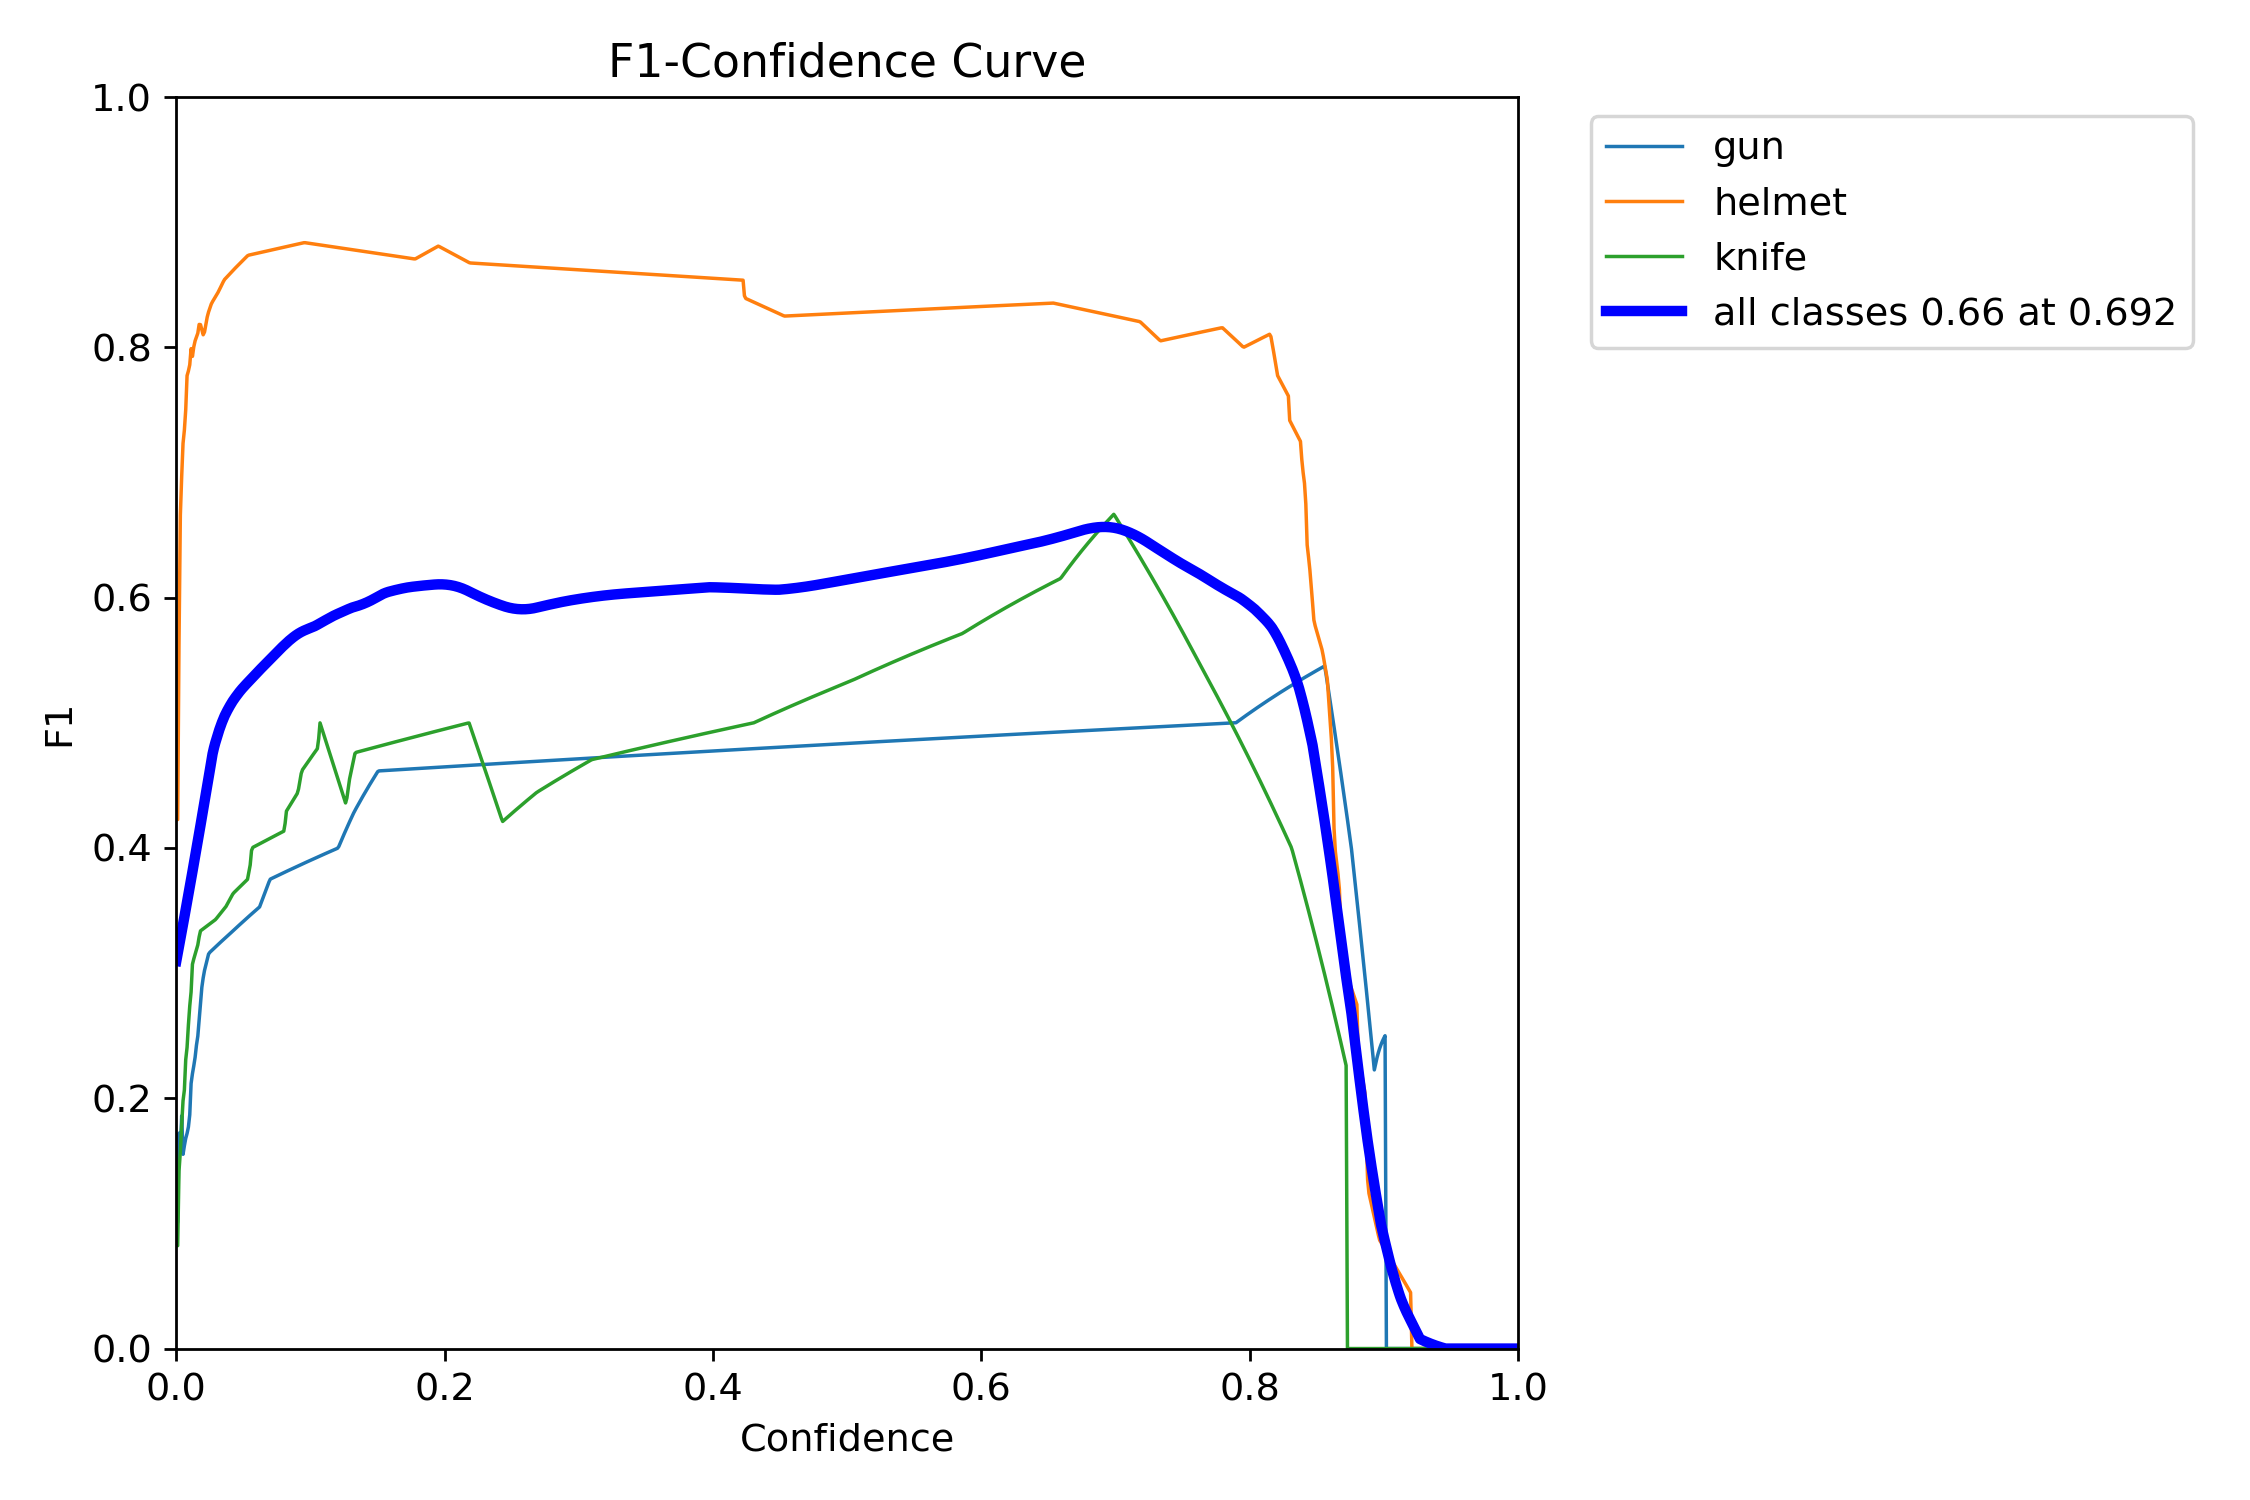 F1-Confidence Curve
1.0
0.8
0.6
0.4
0.2
0.0
F1
0.0 0.2 0.4 0.6 0.8 1.0
Confidence
gun
helmet
knife
all classes 0.66 at 0.692